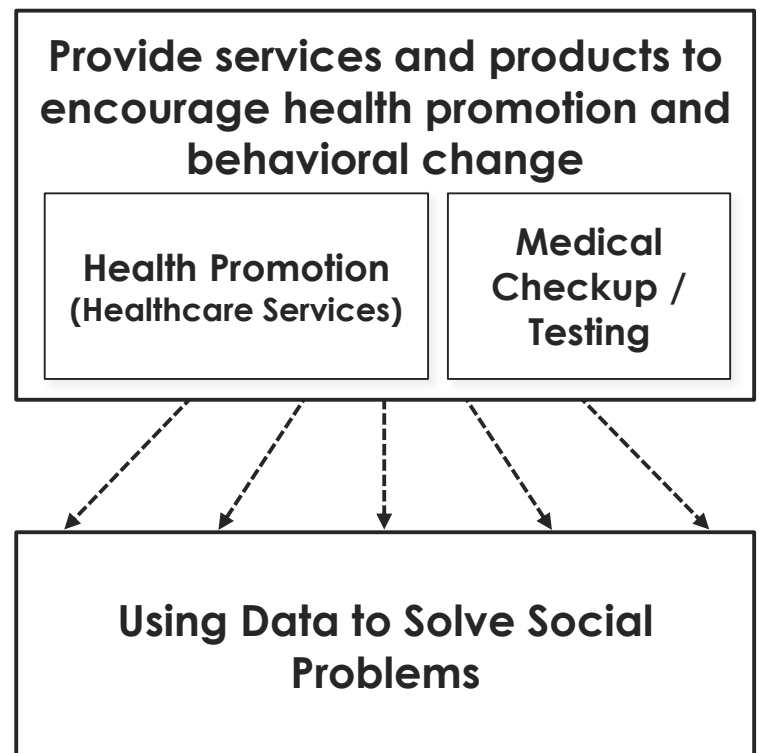 Provide services and products to
encourage health promotion and
behavioral change
Health Promotion
(Healthcare Services)
Medical
Checkup /
Testing
Using Data to Solve Social
Problems